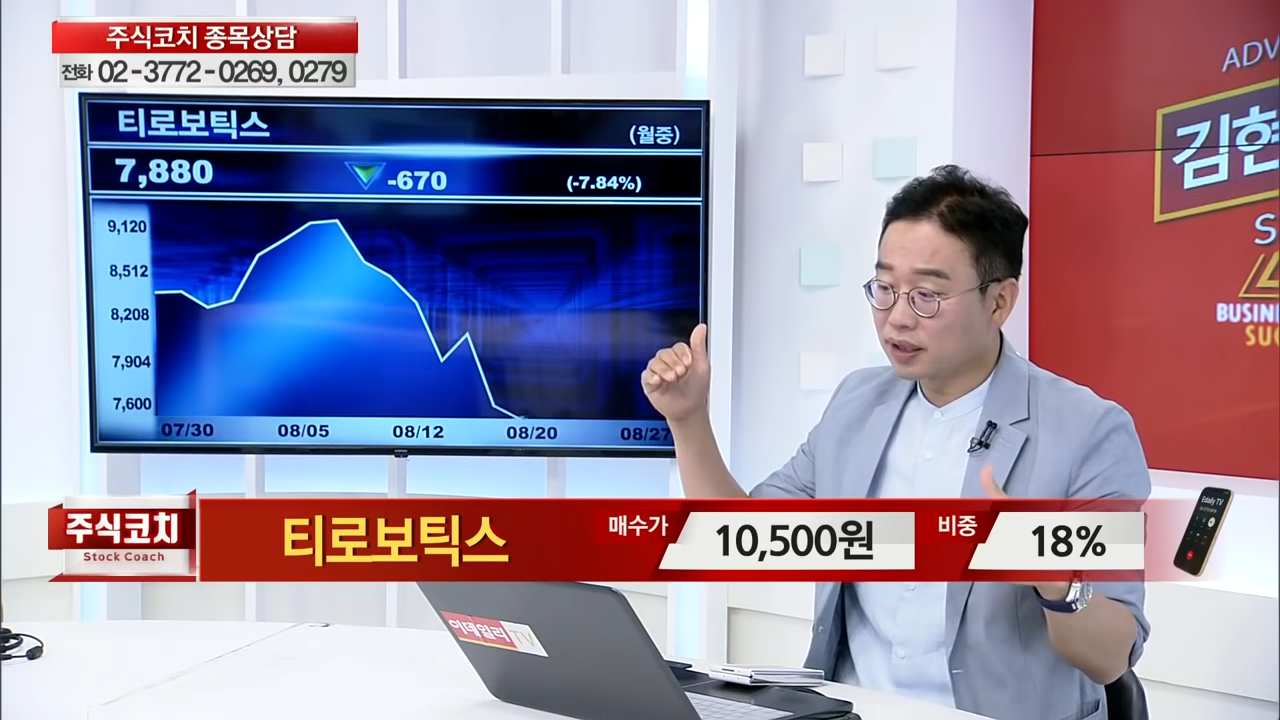 주식코치 종목상담
전화 02-3772-0269, 0279
티로보틱스
(월중)
7,880
-670
(-7.84%)
9,120
8,512
8,208
7,904
7,600
07/30
08/05
08/12
08/20
08/27
ADV
김현
S
BUSINE
SUC
주식코치
Stock Coach
티로보틱스
매수가
10,500원
비중
18%
Edaily TV
이데일리TV